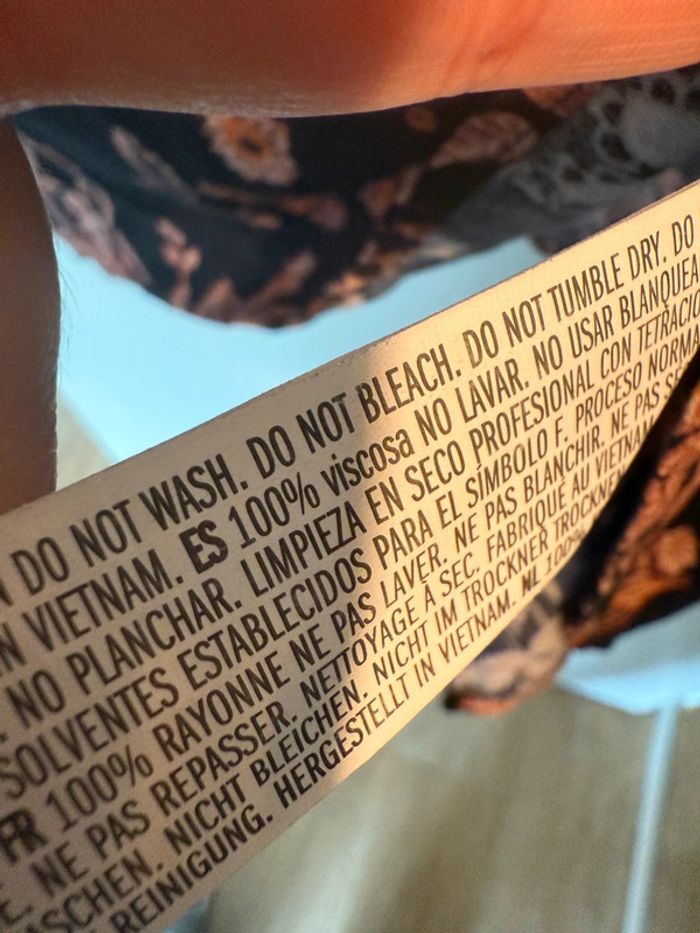 DO NOT WASH. DO NOT BLEACH. DO NOT TUMBLE DRY. DO
N VIETNAM. ES 100% viscosa NO LAVAR. NO USAR BLANQUEA
NO PLANCHAR. LIMPIEZA EN SECO PROFESIONAL CON TETRACLO
SOLVENTES ESTABLECIDOS PARA EL SÍMBOLO F. PROCESO NORMA
FR 100% RAYONNE NE PAS LAVER. NE PAS BLANCHIR. NE PAS S
E. NE PAS REPASSER. NETTOYAGE À SEC. FABRIQUÉ AU VIETNAM
ASCHEN. NICHT BLEICHEN. NICHT IM TROCKNER TROCKNEN
REINIGUNG. HERGESTELLT IN VIETNAM. NL 100%